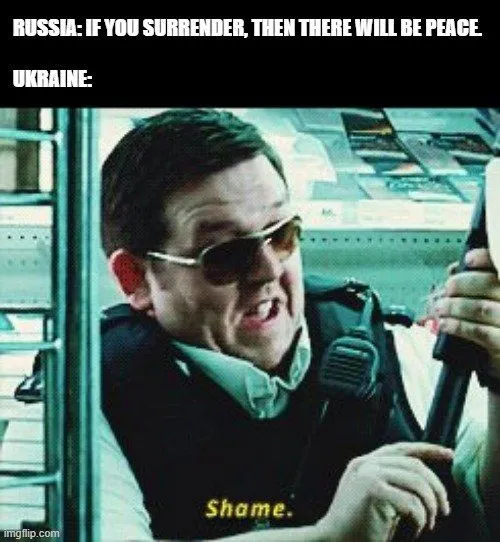 RUSSIA: IF YOU SURRENDER, THEN THERE WILL BE PEACE.
UKRAINE:
Shame.
imgflip.com